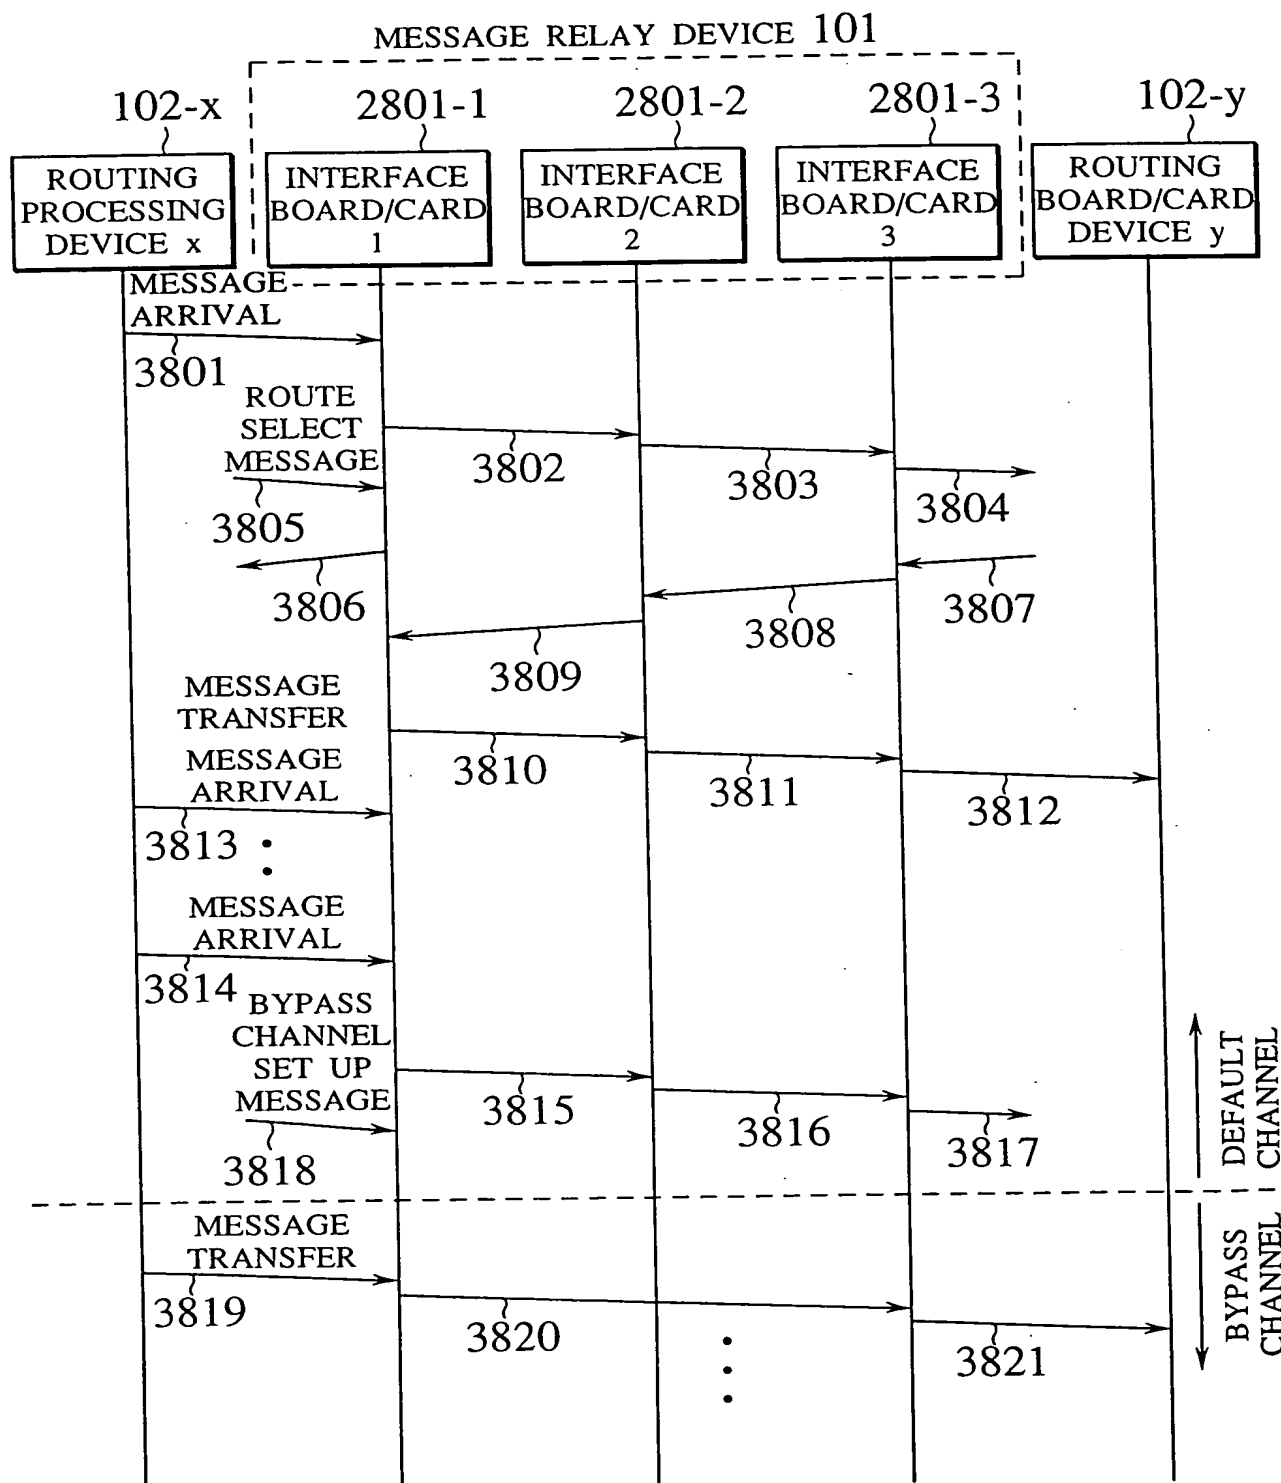 MESSAGE RELAY DEVICE 101
102-x
2801-1
2801-2
2801-3
102-y
ROUTING
PROCESSING
DEVICE x
INTERFACE
BOARD/CARD
1
INTERFACE
BOARD/CARD
2
INTERFACE
BOARD/CARD
3
ROUTING
BOARD/CARD
DEVICE y
MESSAGE
ARRIVAL
3801
ROUTE
SELECT
MESSAGE
3802
3803
3804
3805
3806
3807
3808
3809
MESSAGE
TRANSFER
3810
3811
3812
MESSAGE
ARRIVAL
3813
MESSAGE
ARRIVAL
3814
BYPASS
CHANNEL
SET UP
MESSAGE
3815
3816
3817
3818
DEFAULT
CHANNEL
MESSAGE
TRANSFER
3819
3820
3821
BYPASS
CHANNEL